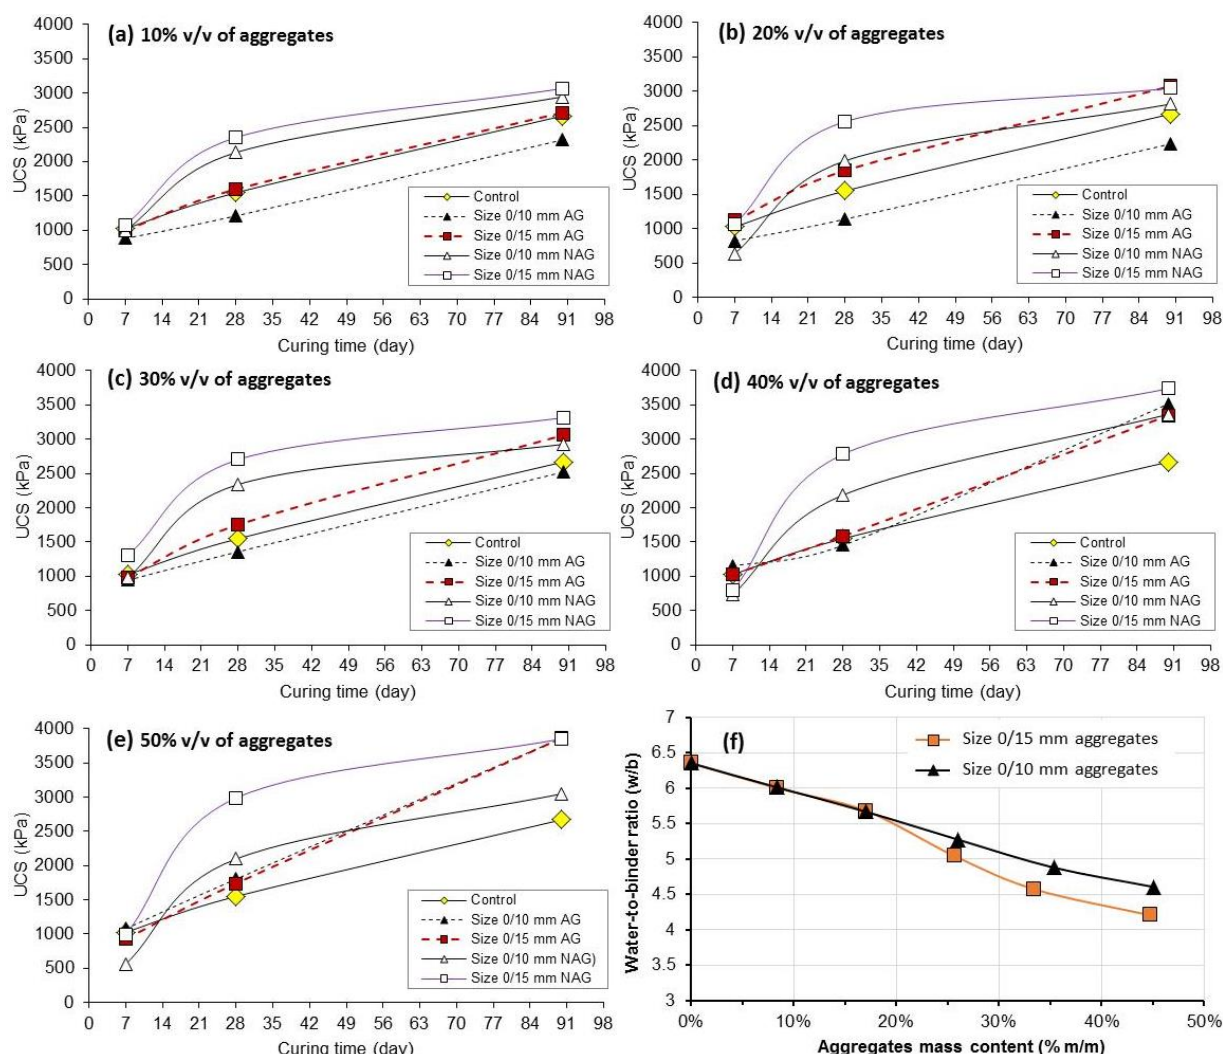 (a) 10% v/v of aggregates
4000
3500
3000
2500
2000
1500
1000
500
0
UCS (kPa)
Control
Size 0/10 mm AG
Size 0/15 mm AG
Size 0/10 mm NAG
Size 0/15 mm NAG
0 7 14 21 28 35 42 49 56 63 70 77 84 91 98
Curing time (day)
(b) 20% v/v of aggregates
4000
3500
3000
2500
2000
1500
1000
500
0
UCS (kPa)
Control
Size 0/10 mm AG
Size 0/15 mm AG
Size 0/10 mm NAG
Size 0/15 mm NAG
0 7 14 21 28 35 42 49 56 63 70 77 84 91 98
Curing time (day)
(c) 30% v/v of aggregates
4000
3500
3000
2500
2000
1500
1000
500
0
UCS (kPa)
Control
Size 0/10 mm AG
Size 0/15 mm AG
Size 0/10 mm NAG
Size 0/15 mm NAG
0 7 14 21 28 35 42 49 56 63 70 77 84 91 98
Curing time (day)
(d) 40% v/v of aggregates
4000
3500
3000
2500
2000
1500
1000
500
0
UCS (kPa)
Control
Size 0/10 mm AG
Size 0/15 mm AG
Size 0/10 mm NAG
Size 0/15 mm NAG
0 7 14 21 28 35 42 49 56 63 70 77 84 91 98
Curing time (day)
(e) 50% v/v of aggregates
4000
3500
3000
2500
2000
1500
1000
500
0
UCS (kPa)
Control
Size 0/10 mm AG
Size 0/15 mm AG
Size 0/10 mm NAG)
Size 0/15 mm NAG
0 7 14 21 28 35 42 49 56 63 70 77 84 91 98
Curing time (day)
(f)
Size 0/15 mm aggregates
Size 0/10 mm aggregates
7
6.5
6
5.5
5
4.5
4
3.5
3
Water-to-binder ratio (w/b)
0% 10% 20% 30% 40% 50%
Aggregates mass content (% m/m)